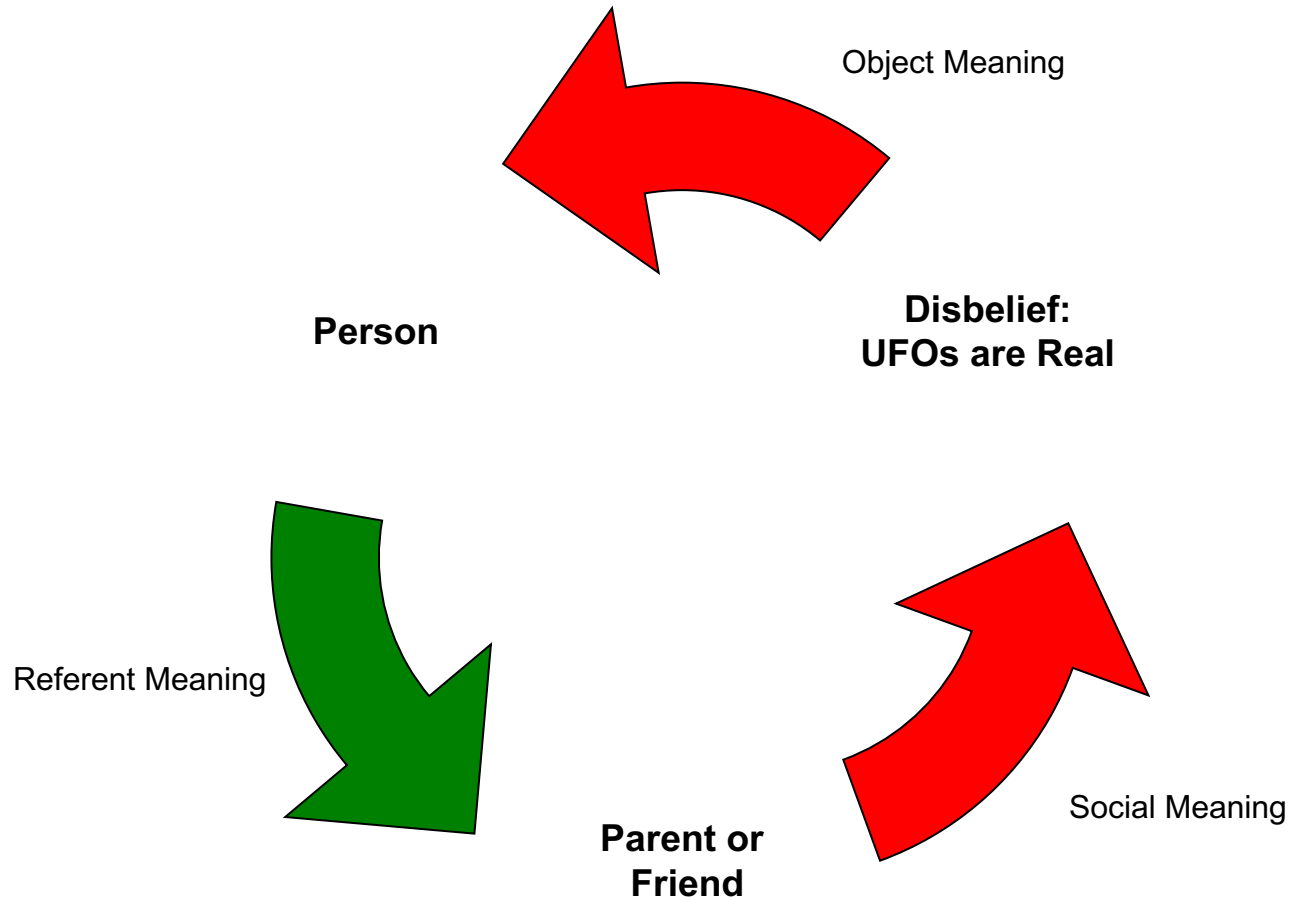 Object Meaning
Person
Disbelief:
UFOs are Real
Referent Meaning
Social Meaning
Parent or
Friend